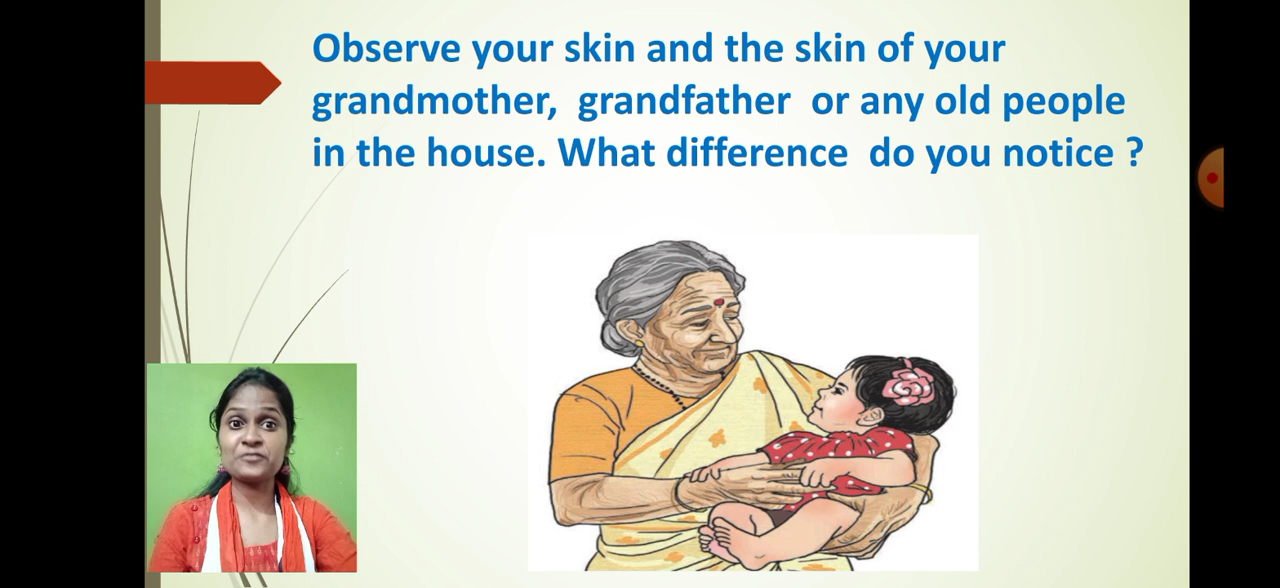 Observe your skin and the skin of your
grandmother, grandfather or any old people
in the house. What difference do you notice ?